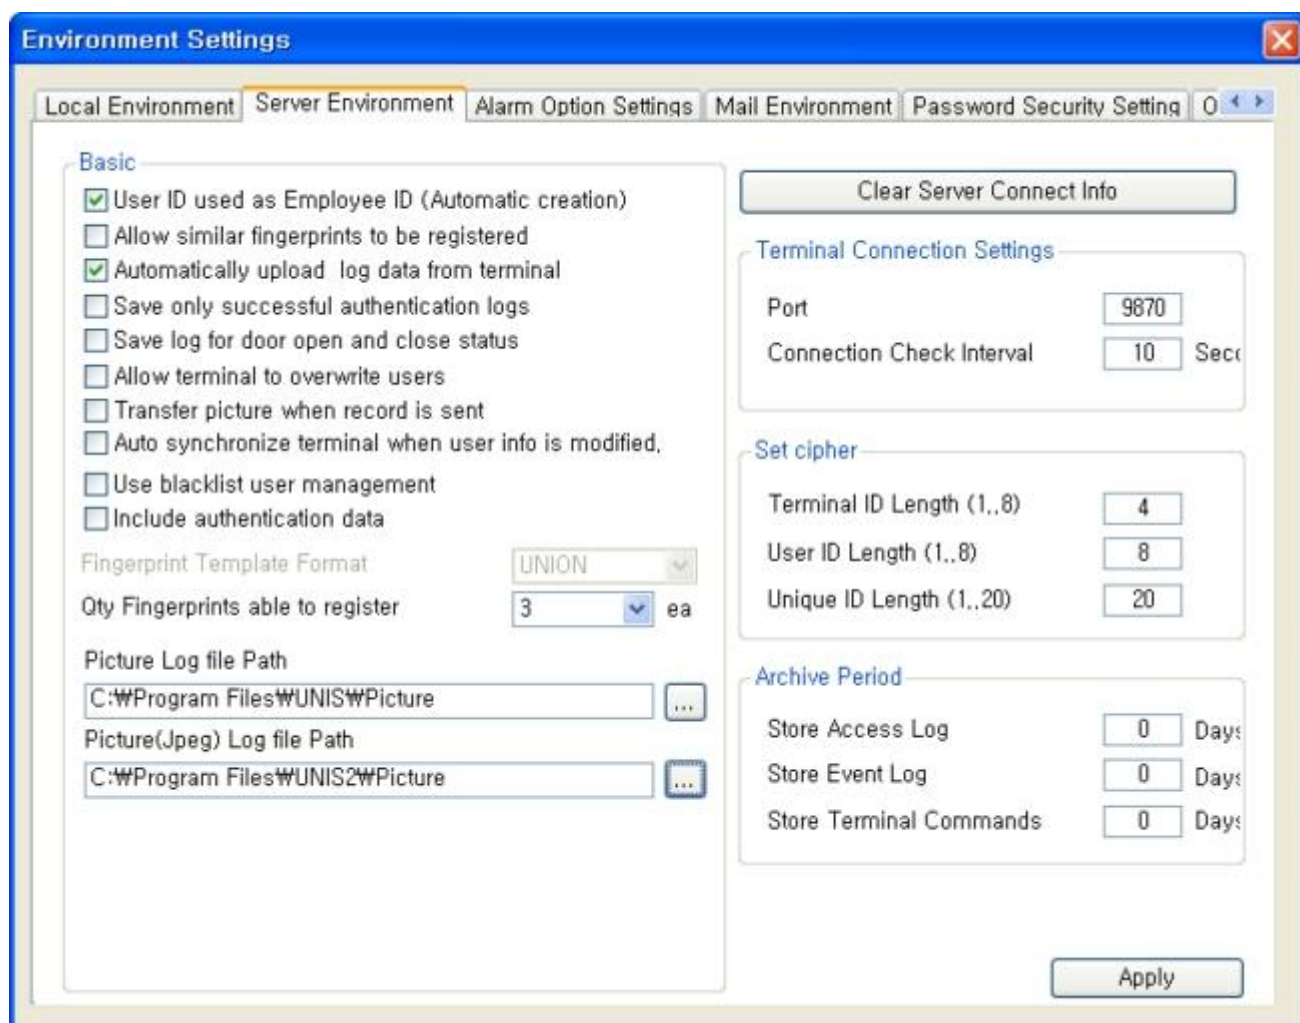 Environment Settings
Local Environment
Server Environment
Alarm Option Settings
Mail Environment
Password Security Setting
O
Basic
User ID used as Employee ID (Automatic creation)
Allow similar fingerprints to be registered
Automatically upload log data from terminal
Save only successful authentication logs
Save log for door open and close status
Allow terminal to overwrite users
Transfer picture when record is sent
Auto synchronize terminal when user info is modified.
Use blacklist user management
Include authentication data
Fingerprint Template Format UNION
Qty Fingerprints able to register 3 ea
Picture Log file Path
C:₩Program Files₩UNIS₩Picture ...
Picture(Jpeg) Log file Path
C:₩Program Files₩UNIS2₩Picture ...
Clear Server Connect Info
Terminal Connection Settings
Port 9870
Connection Check Interval 10 Sec
Set cipher
Terminal ID Length (1..8) 4
User ID Length (1..8) 8
Unique ID Length (1..20) 20
Archive Period
Store Access Log 0 Days
Store Event Log 0 Days
Store Terminal Commands 0 Days
Apply